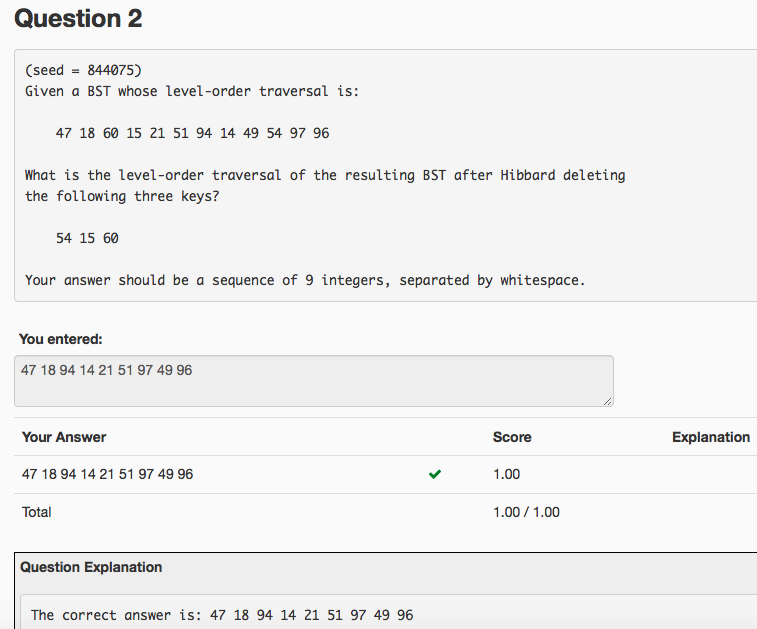 Question 2
(seed = 844075)
Given a BST whose level-order traversal is:
47 18 60 15 21 51 94 14 49 54 97 96
What is the level-order traversal of the resulting BST after Hibbard deleting
the following three keys?
54 15 60
Your answer should be a sequence of 9 integers, separated by whitespace.
You entered:
47 18 94 14 21 51 97 49 96
Your Answer Score Explanation
47 18 94 14 21 51 97 49 96 ✔ 1.00
Total 1.00 / 1.00
Question Explanation
The correct answer is: 47 18 94 14 21 51 97 49 96